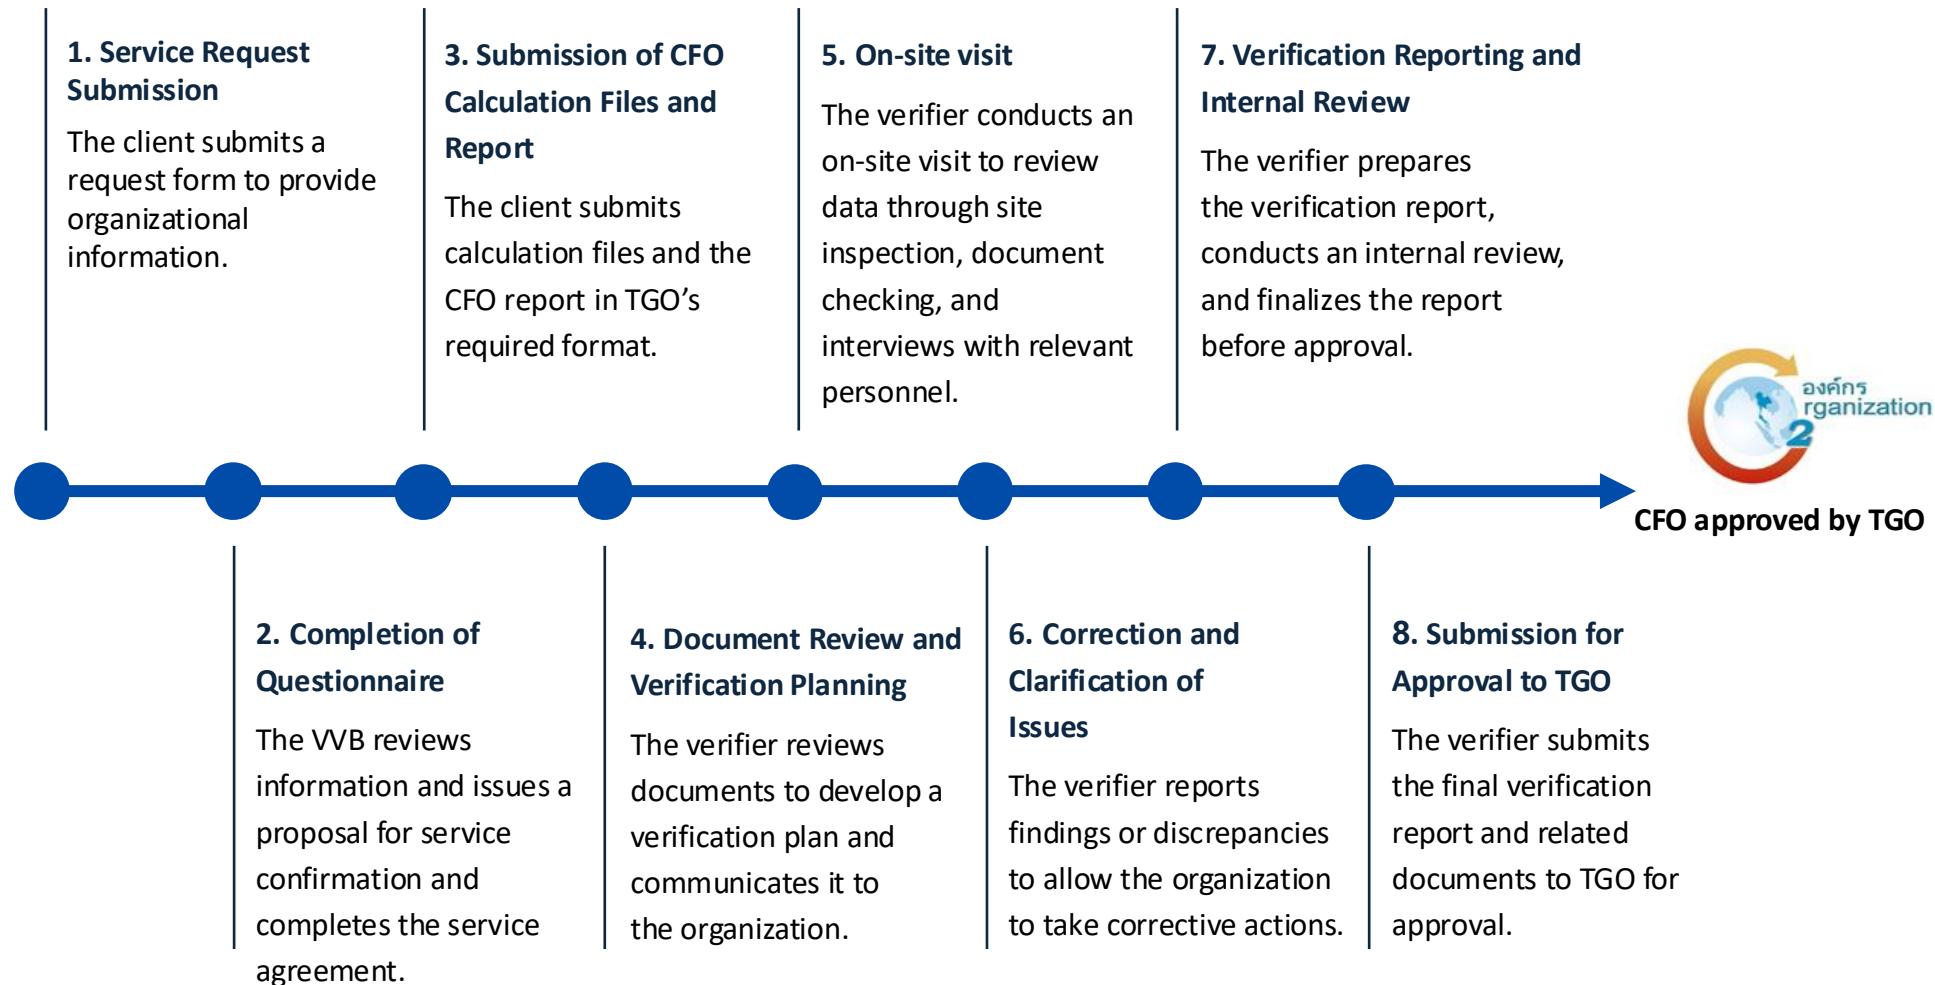 1. Service Request
Submission
The client submits a
request form to provide
organizational
information.
3. Submission of CFO
Calculation Files and
Report
The client submits
calculation files and the
CFO report in TGO’s
required format.
5. On-site visit
The verifier conducts an
on-site visit to review
data through site
inspection, document
checking, and
interviews with relevant
personnel.
7. Verification Reporting and
Internal Review
The verifier prepares
the verification report,
conducts an internal review,
and finalizes the report
before approval.
องค์กร
rganization
2
CFO approved by TGO
2. Completion of
Questionnaire
The VVB reviews
information and issues a
proposal for service
confirmation and
completes the service
agreement.
4. Document Review and
Verification Planning
The verifier reviews
documents to develop a
verification plan and
communicates it to
the organization.
6. Correction and
Clarification of
Issues
The verifier reports
findings or discrepancies
to allow the organization
to take corrective actions.
8. Submission for
Approval to TGO
The verifier submits
the final verification
report and related
documents to TGO for
approval.